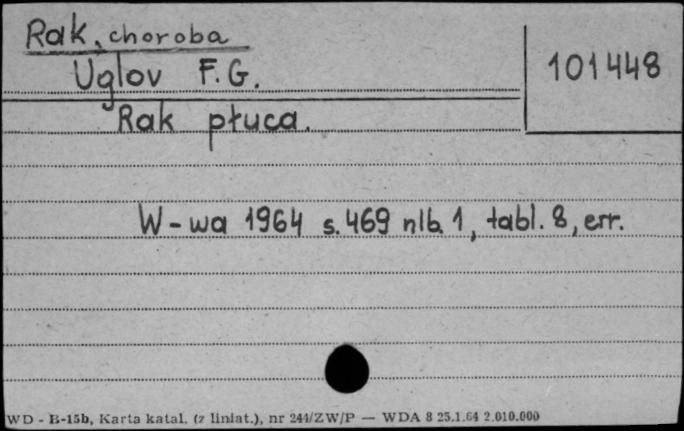 Rak, choroba
101448
Uglov F.G.
Rak płuca.
W-wa 1964 s. 469 nlb. 1, tabl. 8, err.
WD - B-15b, Karta katal. (z liniat.), nr 244/ZW/P — WDA 8 25.1.64 2.010.000